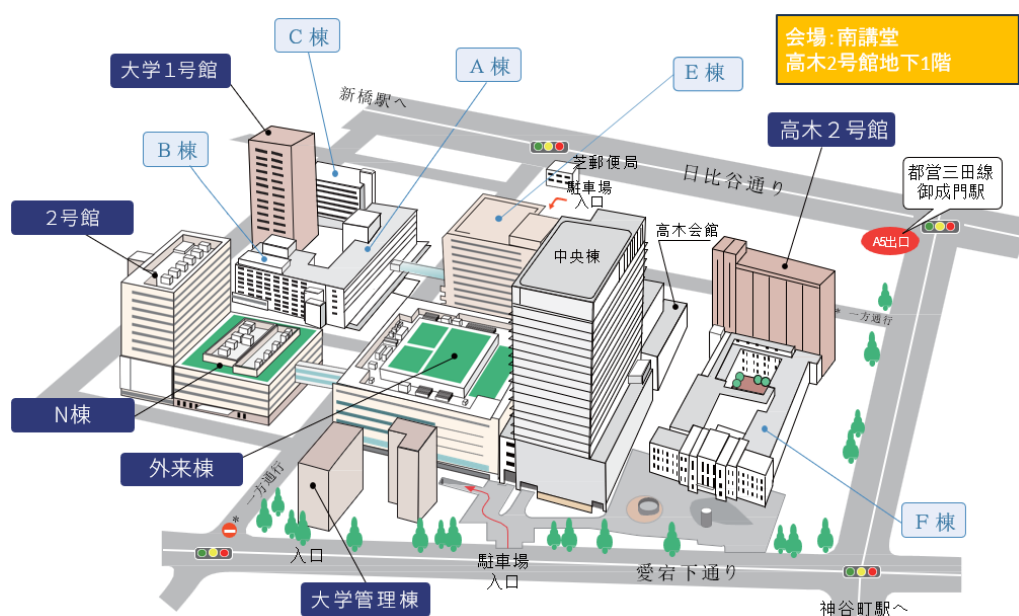 会場:南講堂
高木2号館地下1階
C 棟
大学1号館
A 棟
E 棟
新橋駅へ
高木2号館
B 棟
芝郵便局
日比谷通り
都営三田線
御成門駅
駐車場
入口
2号館
A5出口
高木会館
中央棟
* 一方通行
N棟
外来棟
* 一方通行
F 棟
入口
駐車場
入口
愛宕下通り
大学管理棟
神谷町駅へ